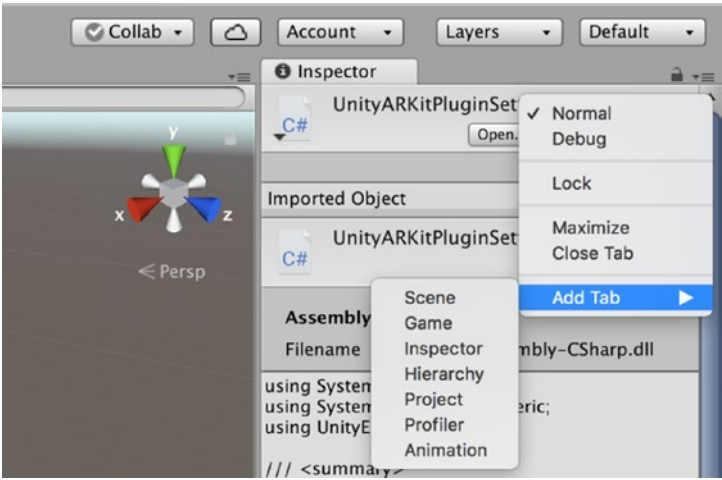 Collab Account Layers Default
Inspector
UnityARKitPluginSet
C#
Open.
Normal
Debug
Lock
Maximize
Close Tab
Add Tab
y
x
z
Persp
Imported Object
UnityARKitPluginSet
C#
Scene
Game
Inspector
Hierarchy
Project
Profiler
Animation
Assembly
Filename mbly-CSharp.dll
using System
using System eric;
using UnityE
/// <summary>